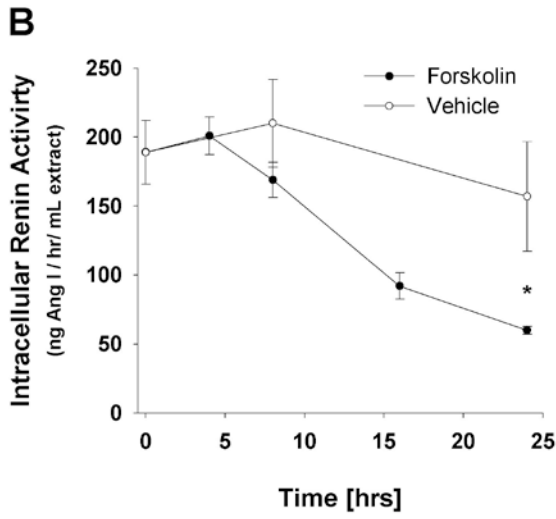 B
250
200
150
100
50
0
Intracellular Renin Activirty
(ng Ang I / hr/ mL extract)
Forskolin
Vehicle
*
0 5 10 15 20 25
Time [hrs]